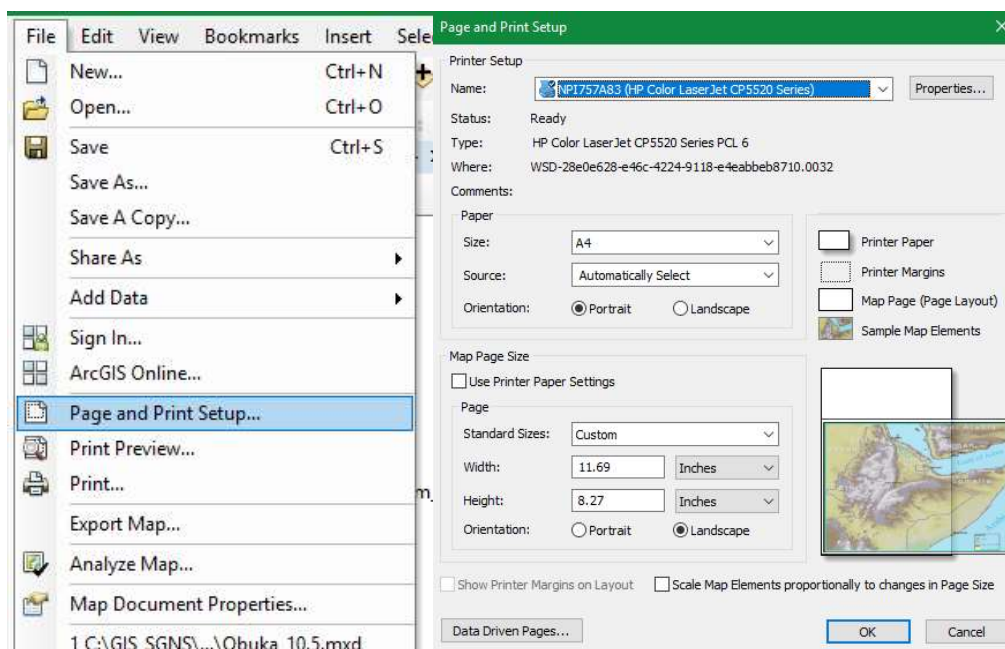 File Edit View Bookmarks Insert Sele
New... Ctrl+N
Open... Ctrl+O
Save Ctrl+S
Save As...
Save A Copy...
Share As
Add Data
Sign In...
ArcGIS Online...
Page and Print Setup...
Print Preview...
Print...
Export Map...
Analyze Map...
Map Document Properties...
1 C:\GIS_SGNS\...\Obuka_10.5.mxd
Page and Print Setup
Printer Setup
Name: NPI757A83 (HP Color LaserJet CP5520 Series) Properties...
Status: Ready
Type: HP Color LaserJet CP5520 Series PCL 6
Where: WSD-28e0e628-e46c-4224-9118-e4eabbeb8710.0032
Comments:
Paper
Size: A4
Source: Automatically Select
Orientation: Portrait Landscape
Printer Paper
Printer Margins
Map Page (Page Layout)
Sample Map Elements
Map Page Size
Use Printer Paper Settings
Page
Standard Sizes: Custom
Width: 11.69 Inches
Height: 8.27 Inches
Orientation: Portrait Landscape
Show Printer Margins on Layout Scale Map Elements proportionally to changes in Page Size
Data Driven Pages... OK Cancel